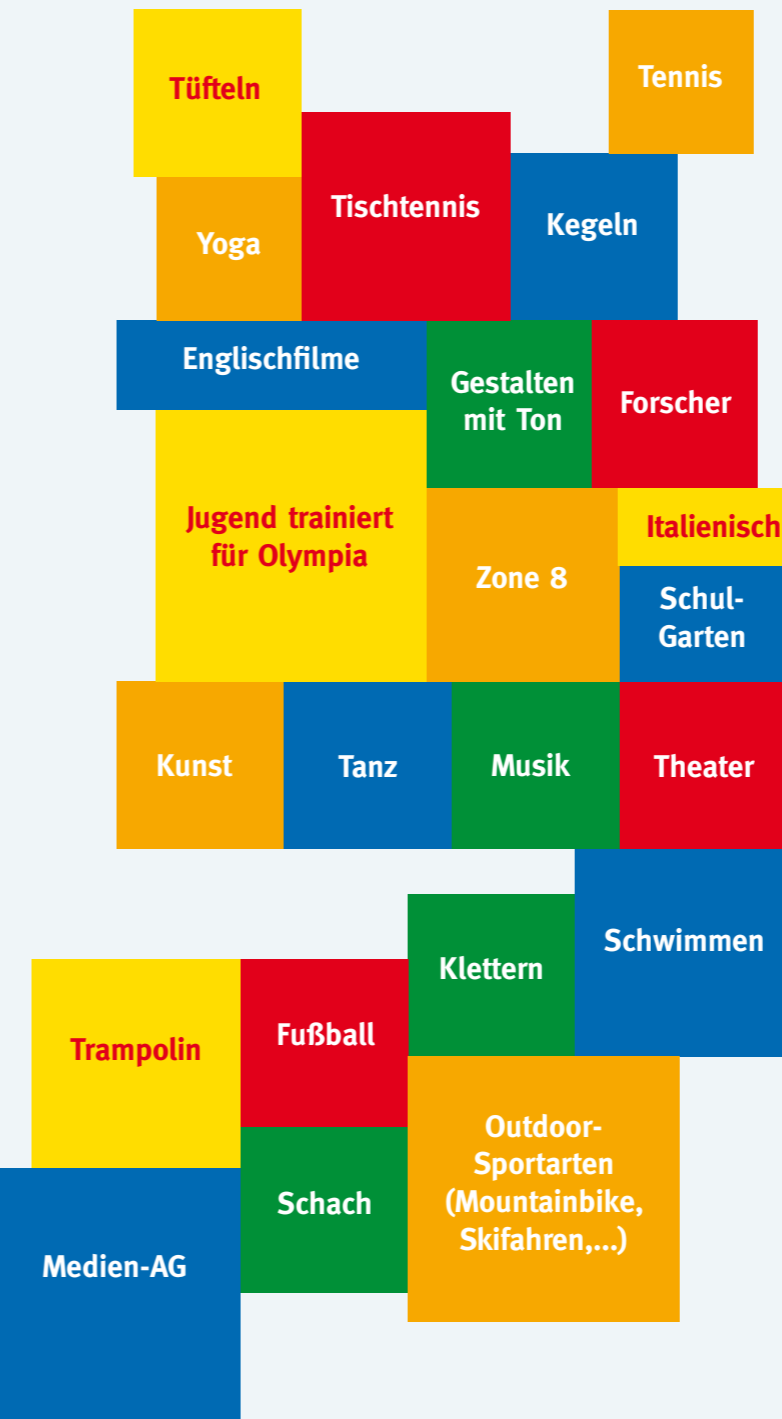 Tüfteln
Tennis
Tischtennis
Kegeln
Yoga
Englischfilme
Gestalten
mit Ton
Forscher
Jugend trainiert
für Olympia
Zone 8
Italienisch
Schul-
Garten
Kunst
Tanz
Musik
Theater
Klettern
Schwimmen
Trampolin
Fußball
Outdoor-
Sportarten
(Mountainbike,
Skifahren,...)
Schach
Medien-AG